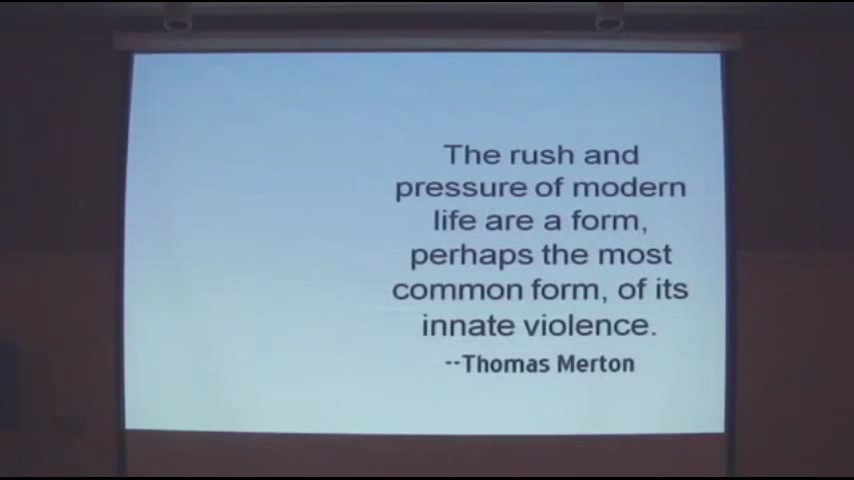 The rush and
pressure of modern
life are a form,
perhaps the most
common form, of its
innate violence.
--Thomas Merton